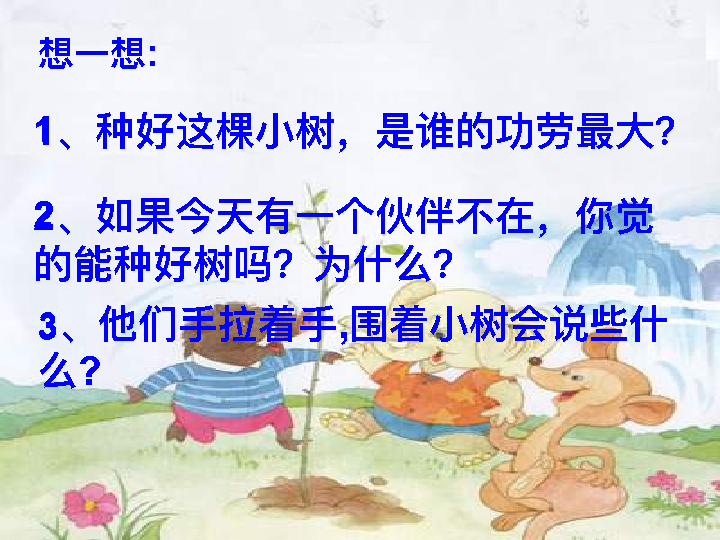 想一想:
1、种好这棵小树，是谁的功劳最大?
2、如果今天有一个伙伴不在，你觉
的能种好树吗？为什么？
3、他们手拉着手,围着小树会说些什
么?